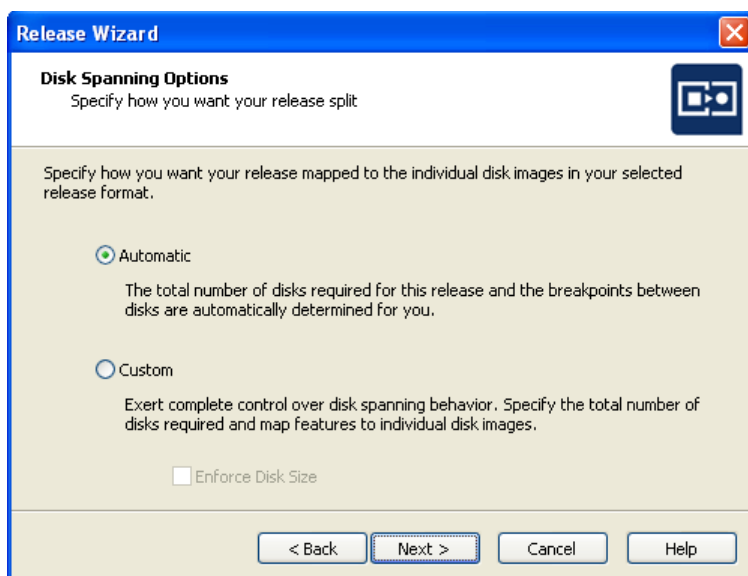 Release Wizard
Disk Spanning Options
Specify how you want your release split
Specify how you want your release mapped to the individual disk images in your selected
release format.
Automatic
The total number of disks required for this release and the breakpoints between
disks are automatically determined for you.
Custom
Exert complete control over disk spanning behavior. Specify the total number of
disks required and map features to individual disk images.
Enforce Disk Size
< Back Next > Cancel Help